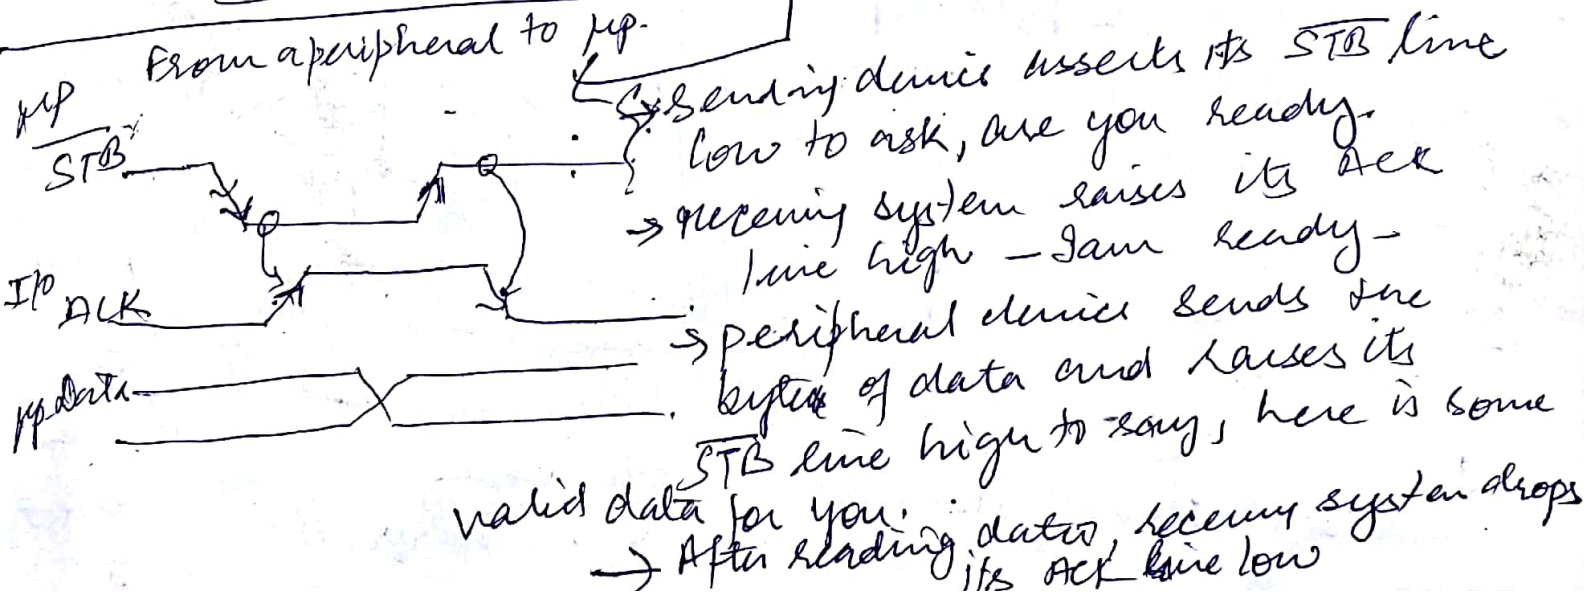 From a peripheral to μp.
μp
STB
I/O ACK
μp Data
→ Sending device asserts its STB line
low to ask, are you ready.
→ receiving system raises its Ack
line high – I am ready –
→ peripheral device sends the
byte of data and raises its
STB line high to say, here is some
valid data for you.
→ After reading data, receiving system drops
its ACK line low